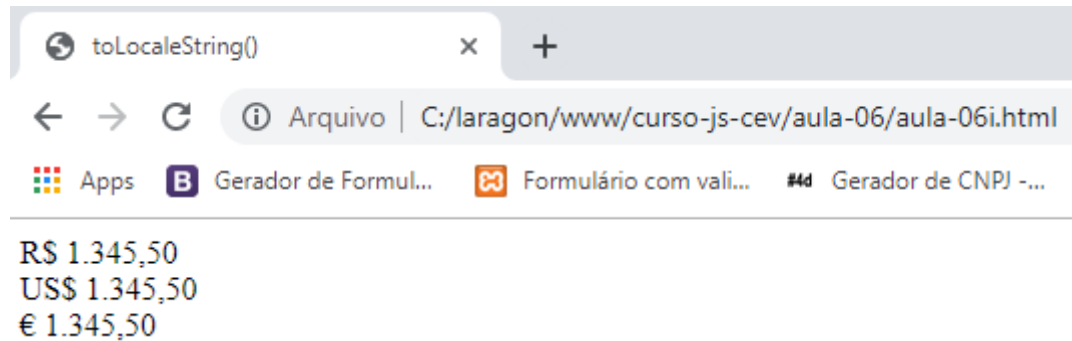 toLocaleString()
Arquivo | C:/laragon/www/curso-js-cev/aula-06/aula-06i.html
Apps B Gerador de Formul... Formulário com vali... #4d Gerador de CNPJ -...
R$ 1.345,50
US$ 1.345,50
€ 1.345,50